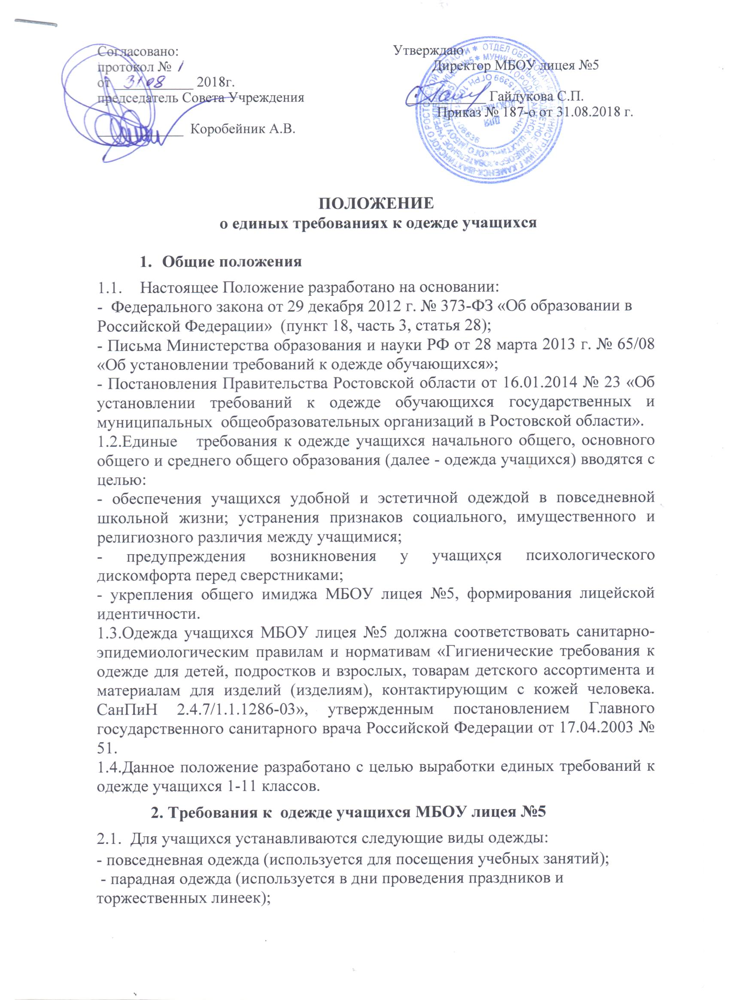 Согласовано:
протокол № 1
от 31.08 2018г.
председатель Совета Учреждения
Коробейник А.В.
Утверждаю
Директор МБОУ лицея №5
Гайдукова С.П.
Приказ № 187-о от 31.08.2018 г.
ПОЛОЖЕНИЕ
о единых требованиях к одежде учащихся
1. Общие положения
1.1. Настоящее Положение разработано на основании:
- Федерального закона от 29 декабря 2012 г. № 373-ФЗ «Об образовании в
Российской Федерации» (пункт 18, часть 3, статья 28);
- Письма Министерства образования и науки РФ от 28 марта 2013 г. № 65/08
«Об установлении требований к одежде обучающихся»;
- Постановления Правительства Ростовской области от 16.01.2014 № 23 «Об
установлении требований к одежде обучающихся государственных и
муниципальных общеобразовательных организаций в Ростовской области».
1.2.Единые требования к одежде учащихся начального общего, основного
общего и среднего общего образования (далее - одежда учащихся) вводятся с
целью:
- обеспечения учащихся удобной и эстетичной одеждой в повседневной
школьной жизни; устранения признаков социального, имущественного и
религиозного различия между учащимися;
- предупреждения возникновения у учащихся психологического
дискомфорта перед сверстниками;
- укрепления общего имиджа МБОУ лицея №5, формирования лицейской
идентичности.
1.3.Одежда учащихся МБОУ лицея №5 должна соответствовать санитарно-
эпидемиологическим правилам и нормативам «Гигиенические требования к
одежде для детей, подростков и взрослых, товарам детского ассортимента и
материалам для изделий (изделиям), контактирующим с кожей человека.
СанПиН 2.4.7/1.1.1286-03», утвержденным постановлением Главного
государственного санитарного врача Российской Федерации от 17.04.2003 №
51.
1.4.Данное положение разработано с целью выработки единых требований к
одежде учащихся 1-11 классов.
2. Требования к одежде учащихся МБОУ лицея №5
2.1. Для учащихся устанавливаются следующие виды одежды:
- повседневная одежда (используется для посещения учебных занятий);
- парадная одежда (используется в дни проведения праздников и
торжественных линеек);